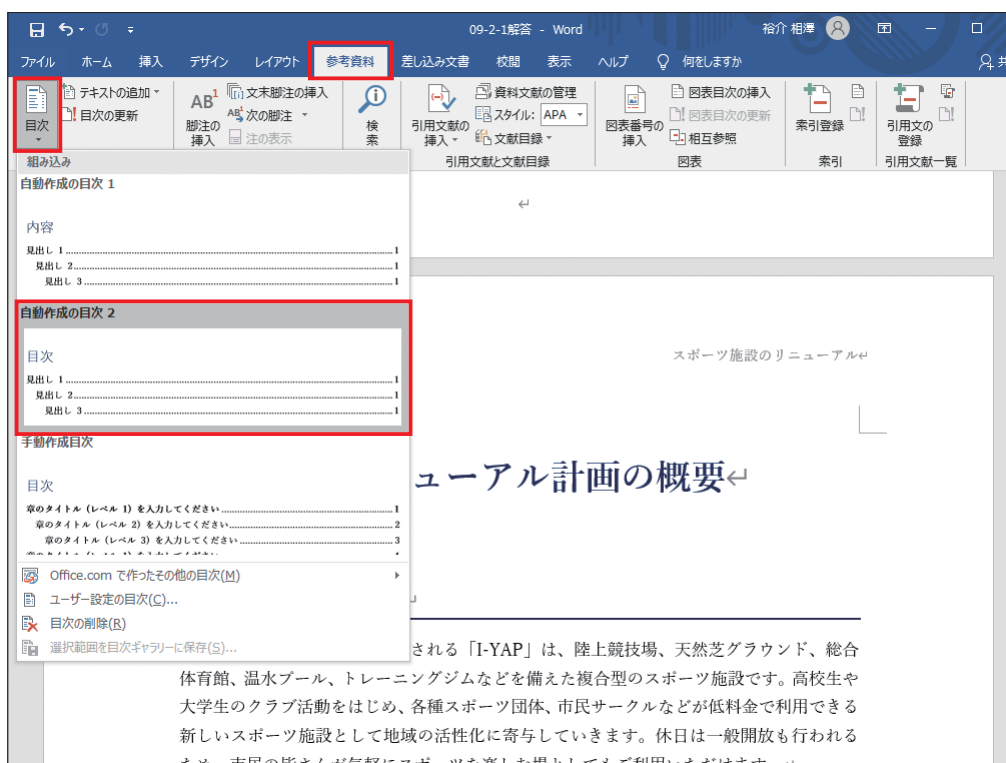 09-2-1解答 - Word
裕介 相澤
ファイル ホーム 挿入 デザイン レイアウト 参考資料 差し込み文書 校閲 表示 ヘルプ 何をしますか
目次
テキストの追加
目次の更新
AB1
脚注の挿入
文末脚注の挿入
AB 次の脚注
注の表示
検索
引用文献の挿入
資料文献の管理
スタイル: APA
文献目録
引用文献と文献目録
図表番号の挿入
図表目次の挿入
図表目次の更新
相互参照
図表
索引登録
索引
引用文の登録
引用文献一覧
組み込み
自動作成の目次 1
内容
見出し 1 1
見出し 2 1
見出し 3 1
自動作成の目次 2
目次
見出し 1 1
見出し 2 1
見出し 3 1
手動作成目次
目次
章のタイトル (レベル 1) を入力してください 1
章のタイトル (レベル 2) を入力してください 2
章のタイトル (レベル 3) を入力してください 3
Office.com で作ったその他の目次(M)
ユーザー設定の目次(C)...
目次の削除(R)
選択範囲を目次ギャラリーに保存(S)...
スポーツ施設のリニューアル
ューアル計画の概要
される「I-YAP」は、陸上競技場、天然芝グラウンド、総合
体育館、温水プール、トレーニングジムなどを備えた複合型のスポーツ施設です。高校生や
大学生のクラブ活動をはじめ、各種スポーツ団体、市民サークルなどが低料金で利用できる
新しいスポーツ施設として地域の活性化に寄与していきます。休日は一般開放も行われる